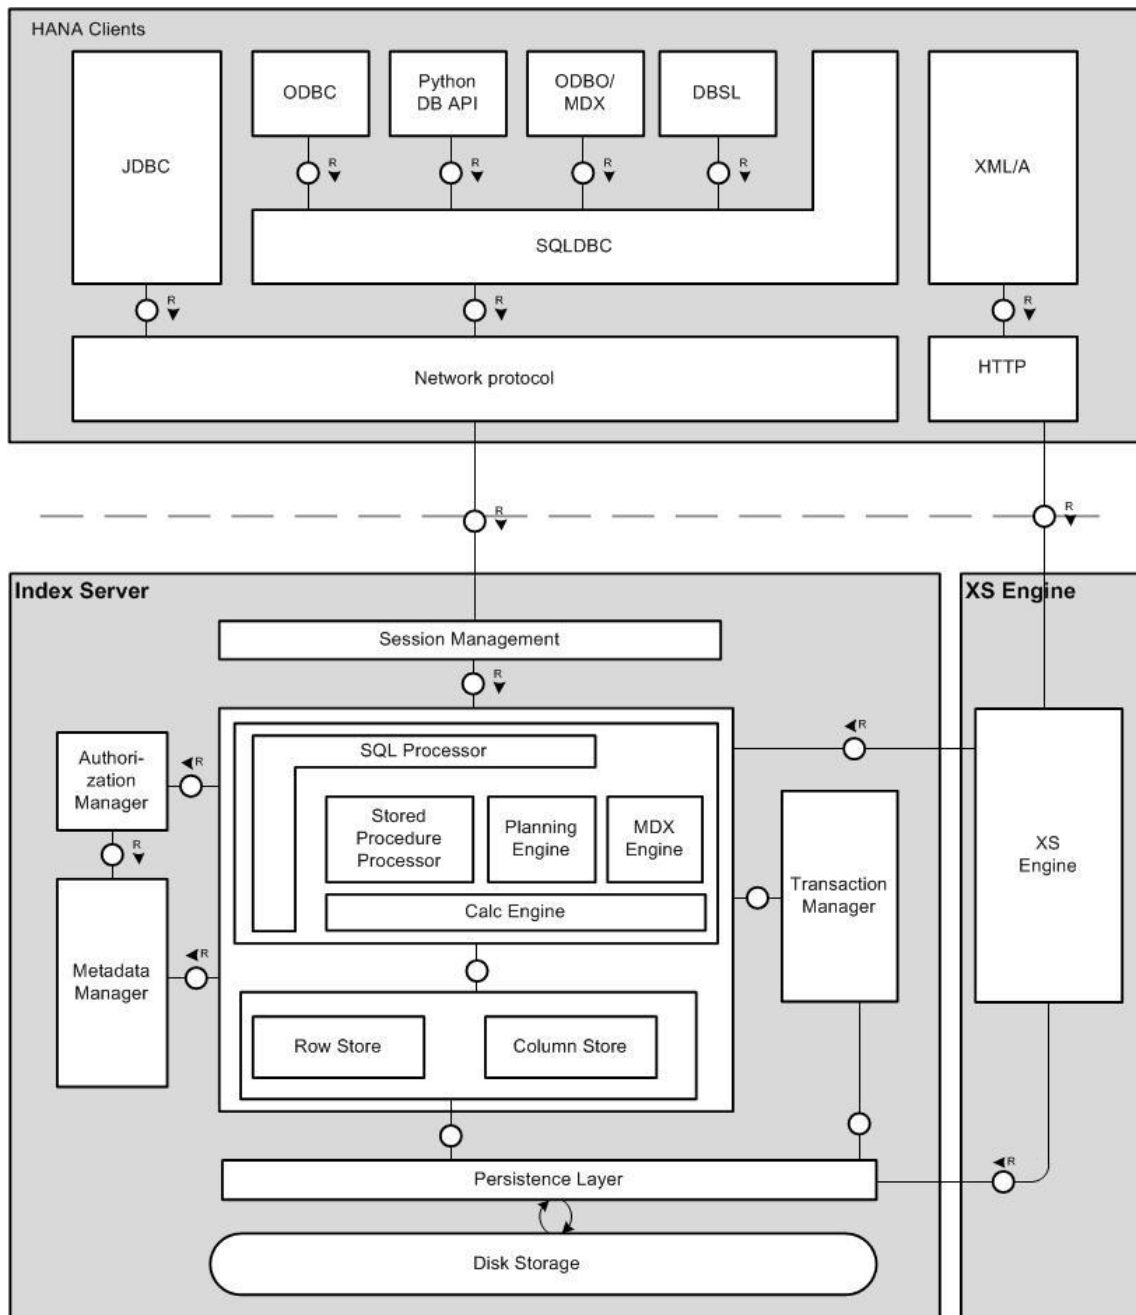 HANA Clients
JDBC
ODBC
Python
DB API
ODBO/
MDX
DBSL
XML/A
R
R
R
R
SQLDBC
R
R
R
Network protocol
HTTP
R
R
Index Server
XS Engine
Session Management
R
SQL Processor
R
Authori-
zation
Manager
R
Stored
Procedure
Processor
Planning
Engine
MDX
Engine
Calc Engine
Transaction
Manager
XS
Engine
R
Metadata
Manager
R
Row Store
Column Store
Persistence Layer
R
Disk Storage